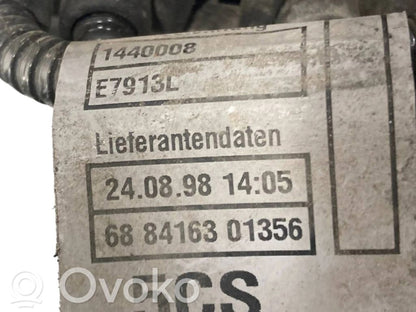 1440008
E7913L
Lieferantendaten
24.08.98 14:05
68 84163 01356
OVOKO